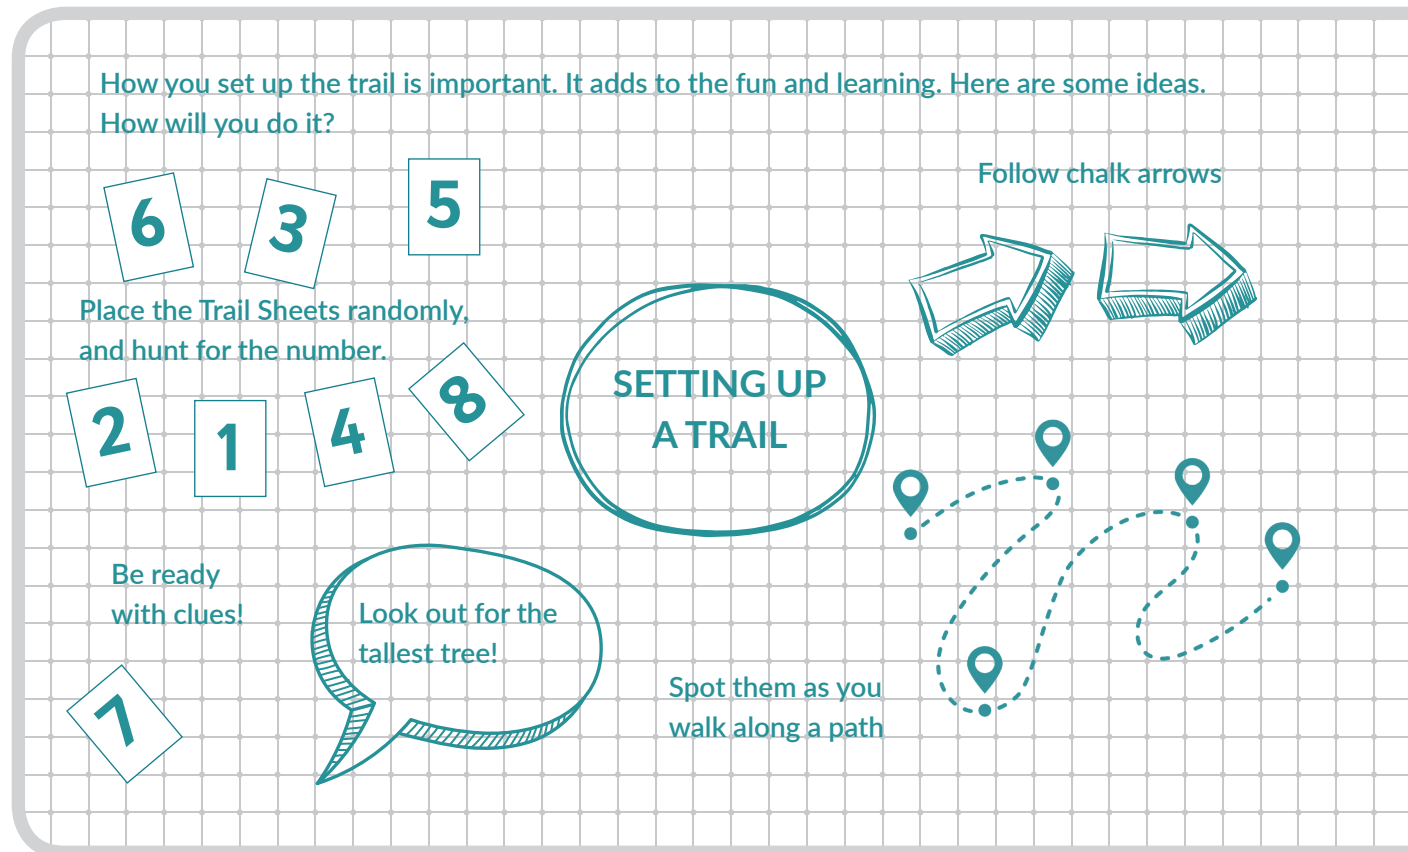 How you set up the trail is important. It adds to the fun and learning. Here are some ideas.
How will you do it?
6
3
5
Place the Trail Sheets randomly,
and hunt for the number.
2
1
4
8
SETTING UP
A TRAIL
Follow chalk arrows
Be ready
with clues!
7
Look out for the
tallest tree!
Spot them as you
walk along a path